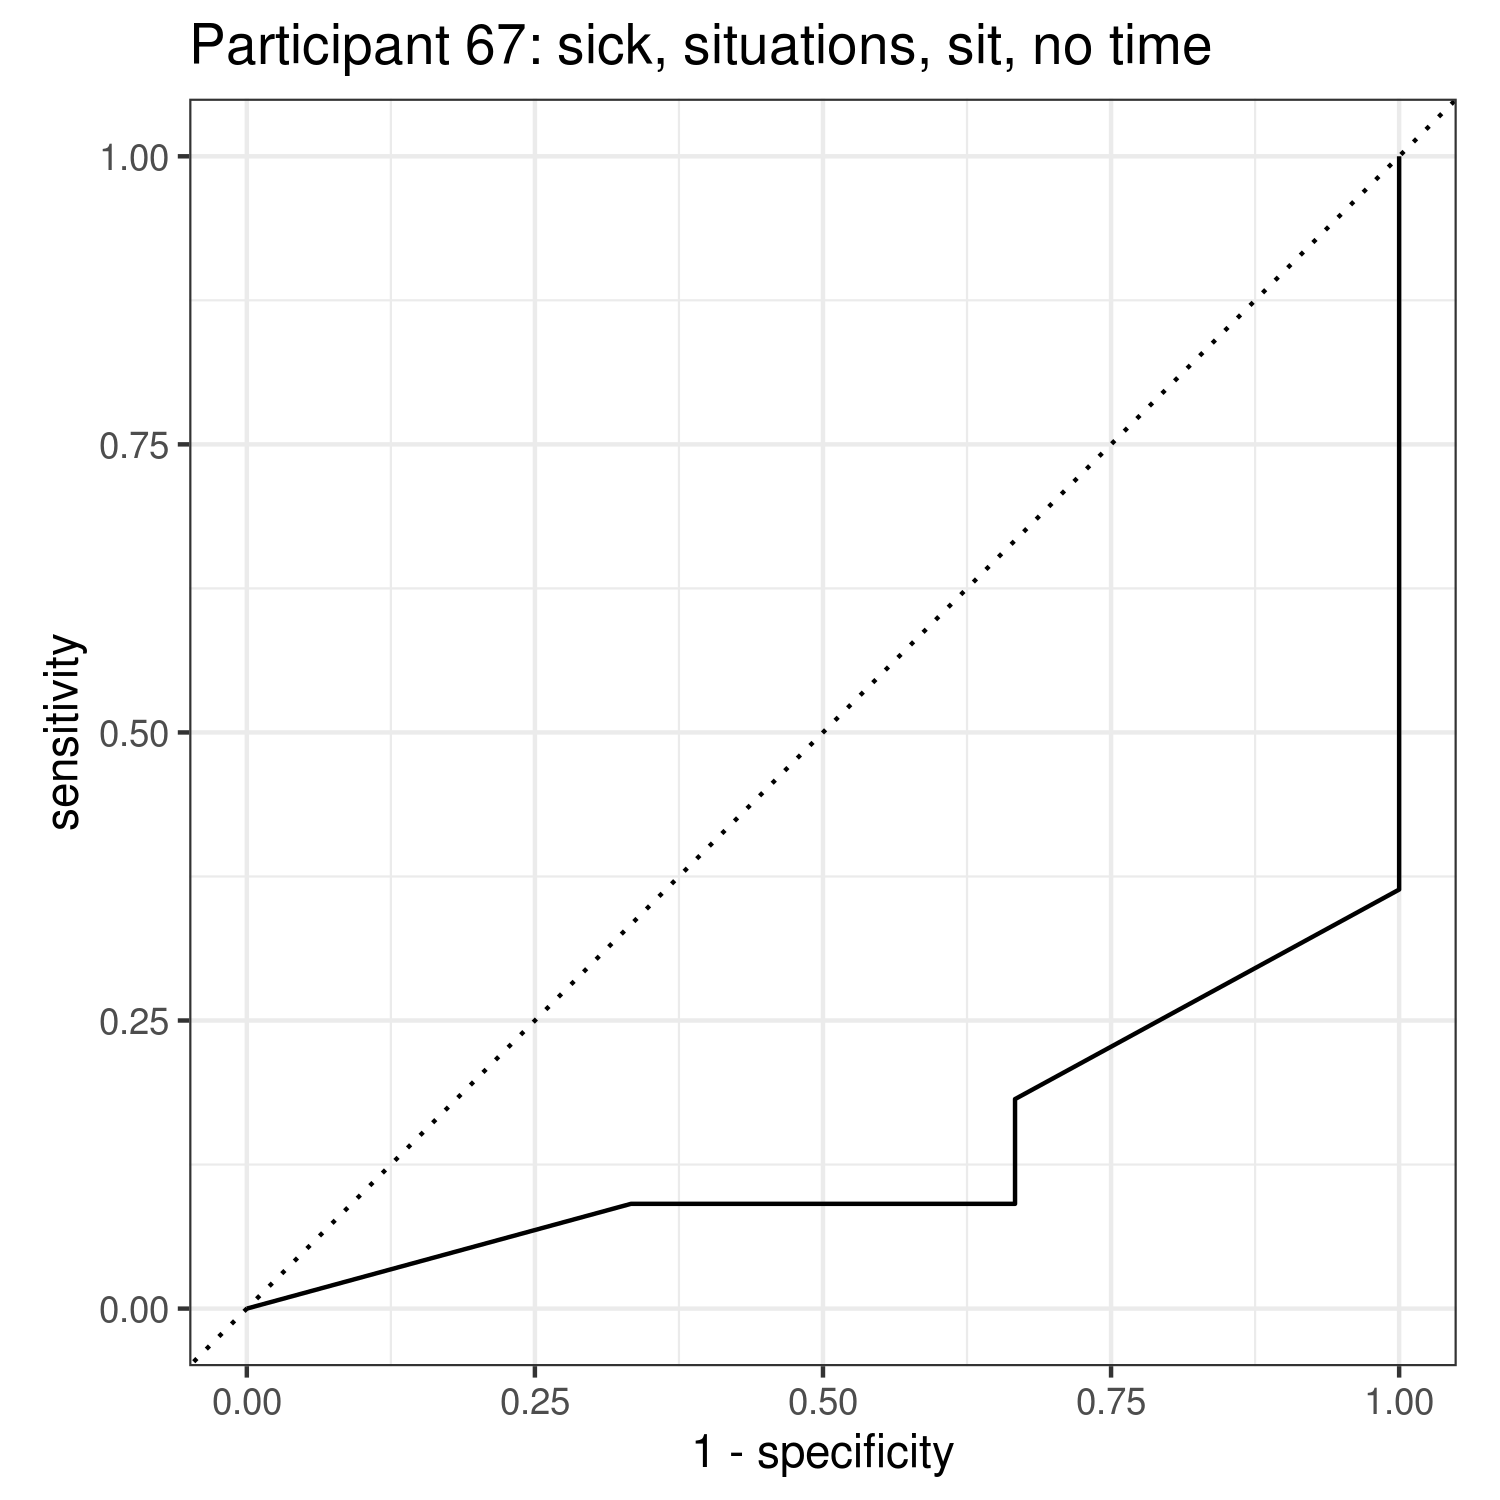 Participant 67: sick, situations, sit, no time
1.00
0.75
0.50
0.25
0.00
sensitivity
0.00 0.25 0.50 0.75 1.00
1 - specificity